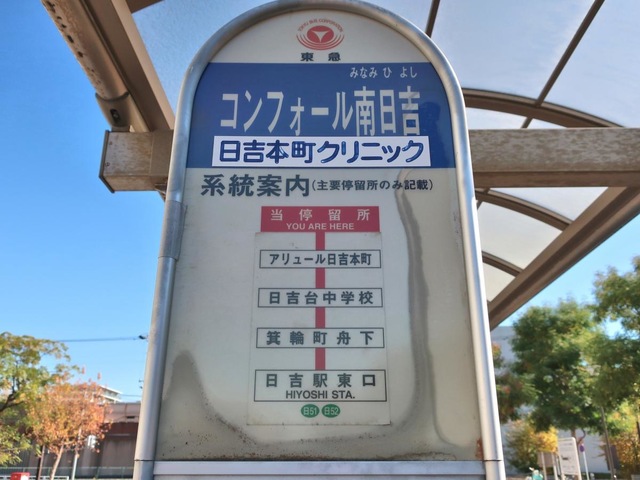 東急
みなみ ひ よし
コンフォール南日吉
日吉本町クリニック
系統案内(主要停留所のみ記載)
当停留所
YOU ARE HERE
アリュール日吉本町
日吉台中学校
箕輪町舟下
日吉駅東口
HIYOSHI STA.
日51 日52